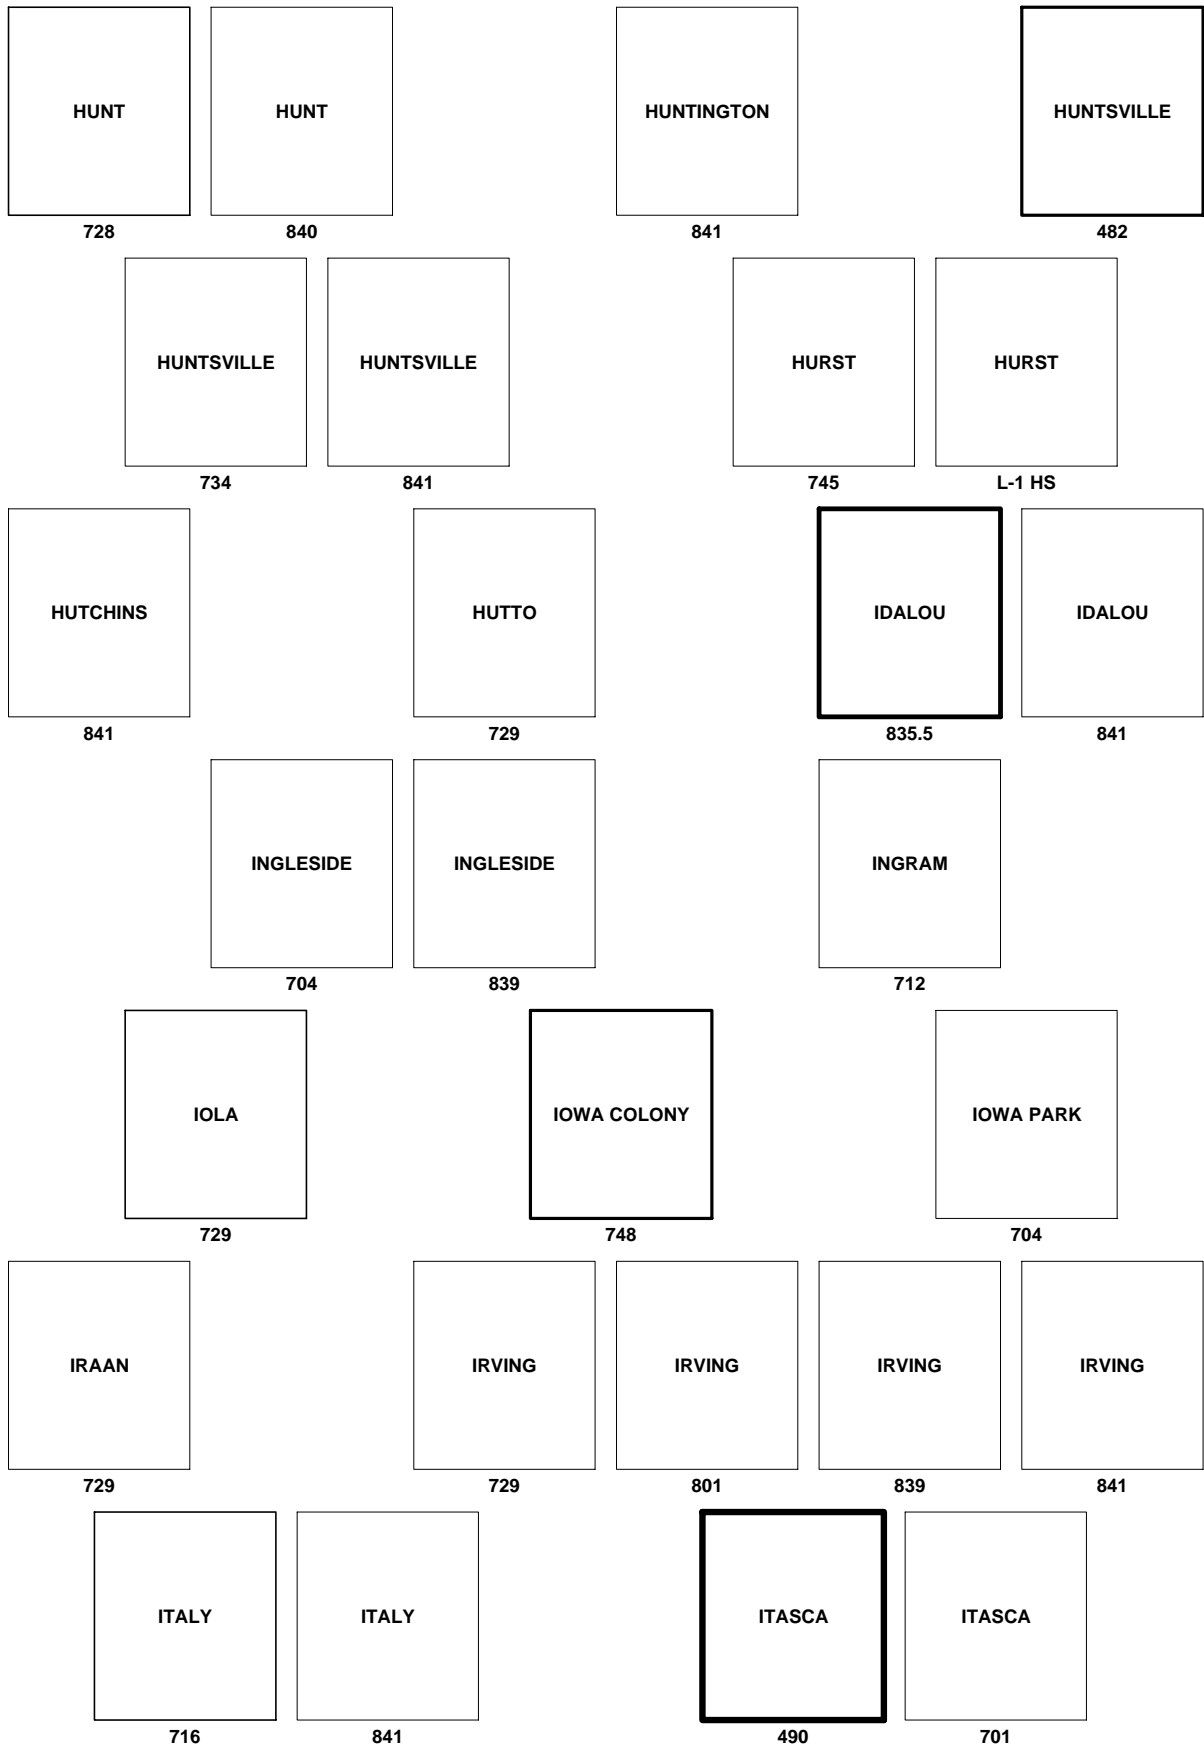 HUNT HUNT HUNTINGTON HUNTSVILLE
728 840 841 482
HUNTSVILLE HUNTSVILLE HURST HURST
734 841 745 L-1 HS
HUTCHINS HUTTO IDALOU IDALOU
841 729 835.5 841
INGLESIDE INGLESIDE INGRAM
704 839 712
IOLA IOWA COLONY IOWA PARK
729 748 704
IRAAN IRVING IRVING IRVING IRVING
729 729 801 839 841
ITALY ITALY ITASCA ITASCA
716 841 490 701